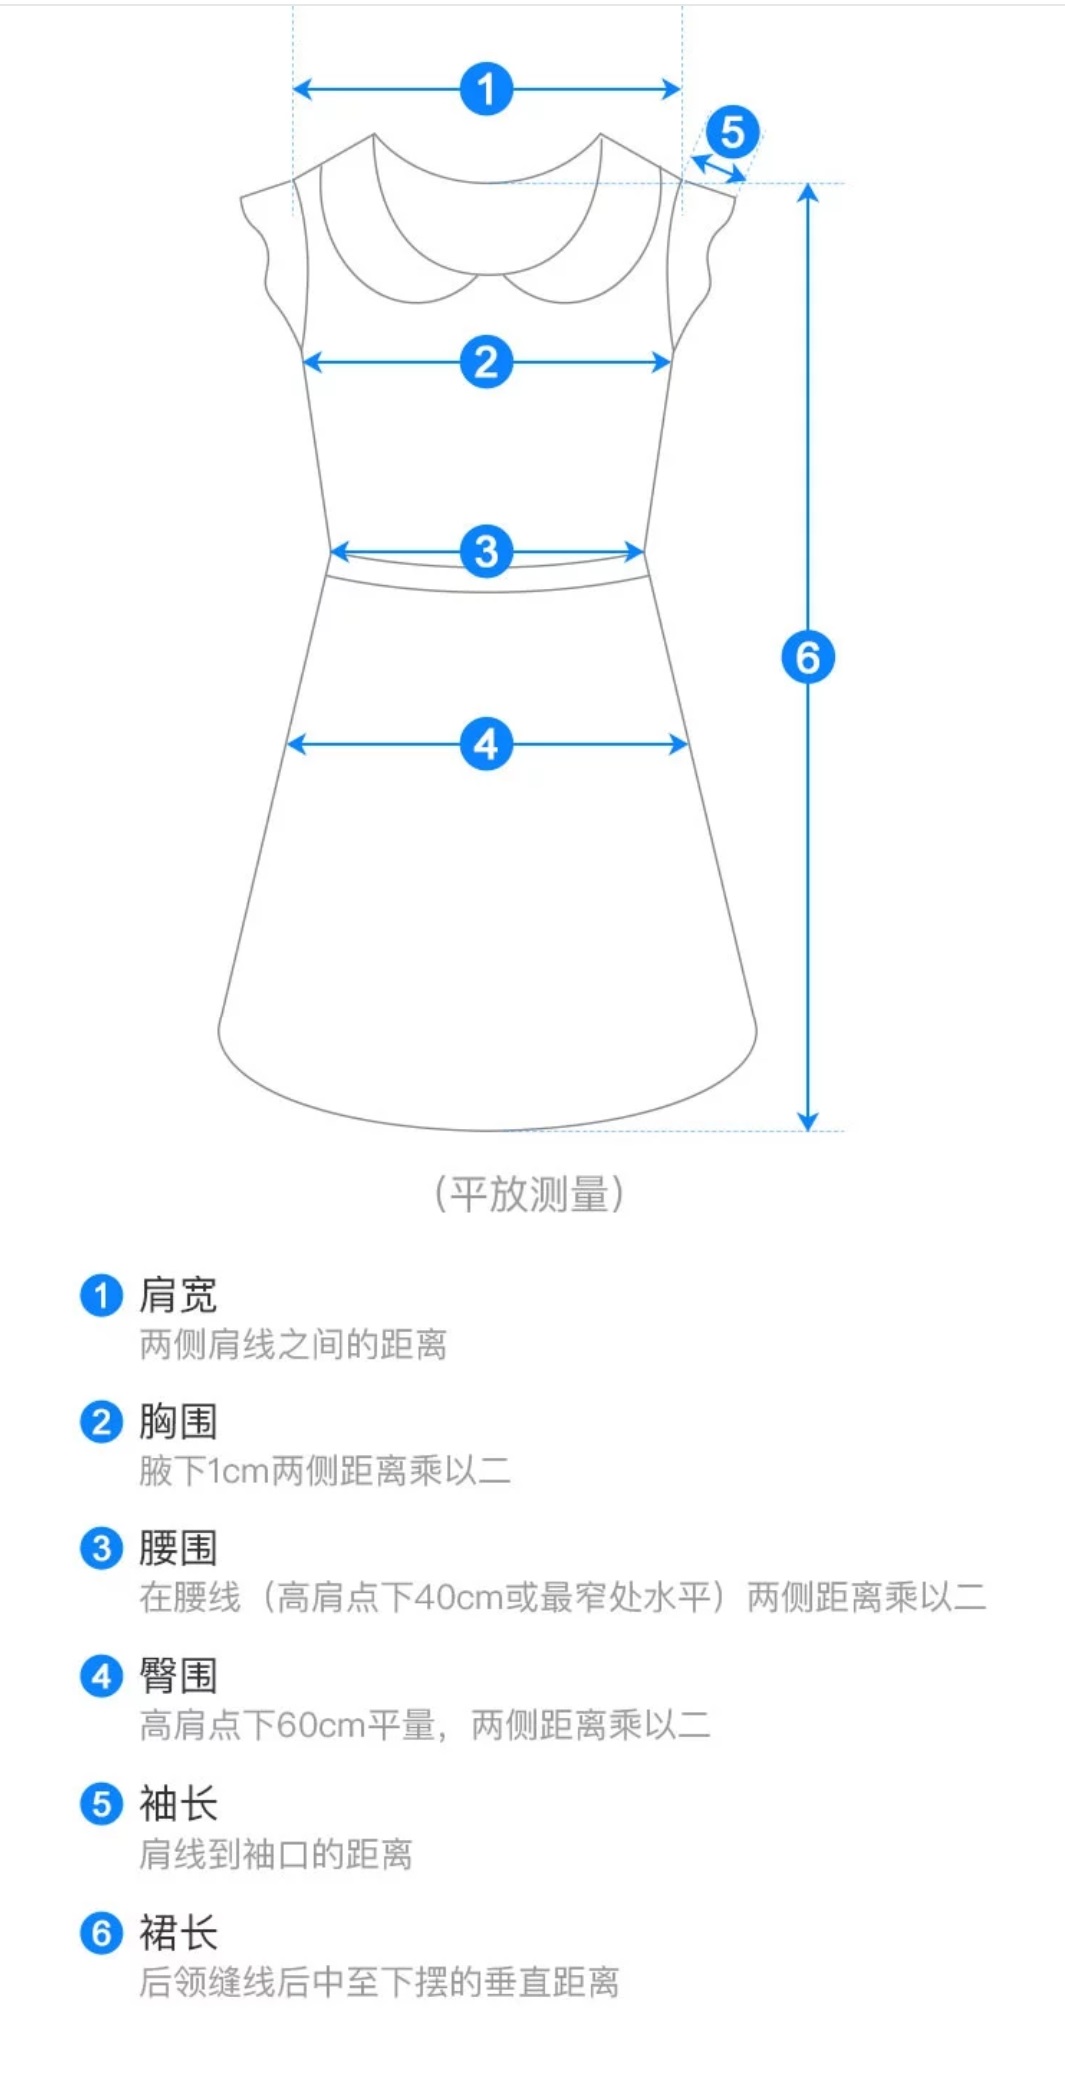 1
5
2
3
6
4
（平放测量）
1 肩宽
两侧肩线之间的距离
2 胸围
腋下1cm两侧距离乘以二
3 腰围
在腰线（高肩点下40cm或最窄处水平）两侧距离乘以二
4 臀围
高肩点下60cm平量，两侧距离乘以二
5 袖长
肩线到袖口的距离
6 裙长
后领缝线后中至下摆的垂直距离